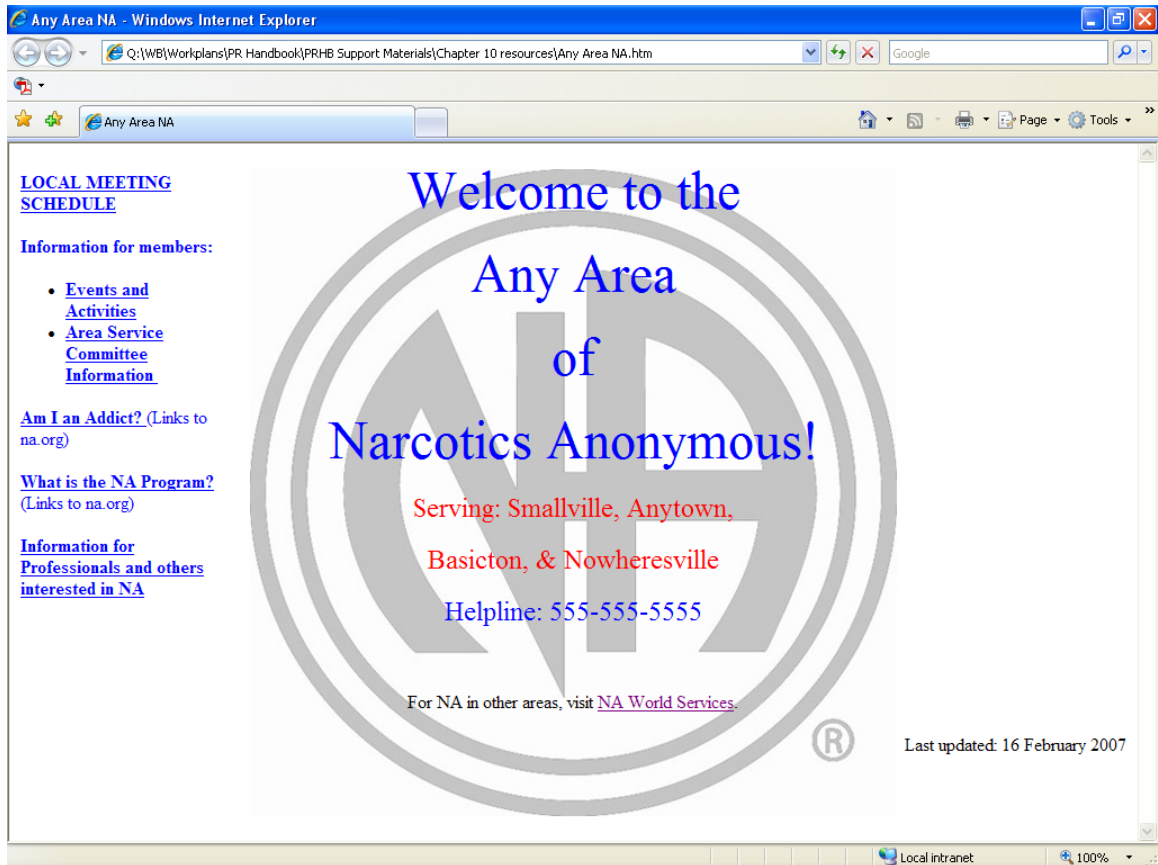 Any Area NA - Windows Internet Explorer
Q:\WB\Workplans\PR Handbook\PRHB Support Materials\Chapter 10 resources\Any Area NA.htm
Google
Any Area NA
Page
Tools
»
LOCAL MEETING
SCHEDULE
Information for members:
• Events and
Activities
• Area Service
Committee
Information
Am I an Addict? (Links to
na.org)
What is the NA Program?
(Links to na.org)
Information for
Professionals and others
interested in NA
Welcome to the
Any Area
of
Narcotics Anonymous!
Serving: Smallville, Anytown,
Basicton, & Nowheresville
Helpline: 555-555-5555
For NA in other areas, visit NA World Services.
NA
®
Last updated: 16 February 2007
Local intranet
100%